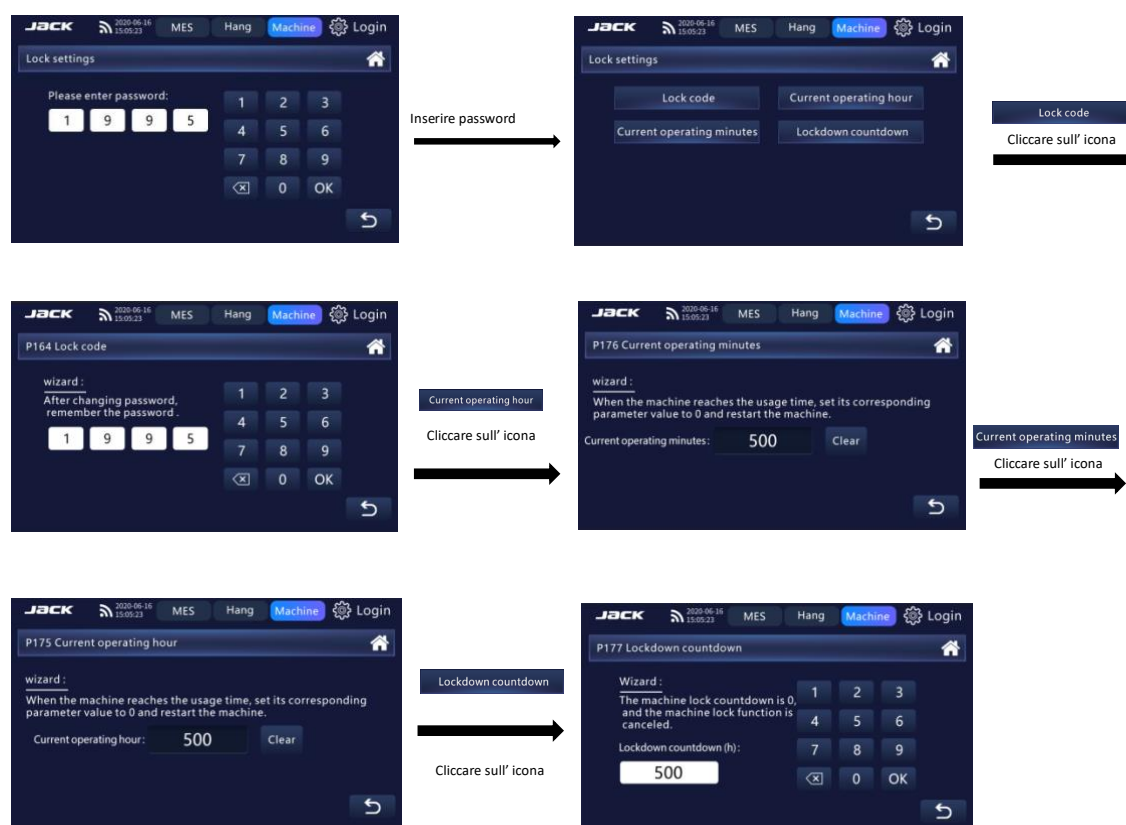 JACK
2020-06-16
15:05:23
MES
Hang
Machine
Login
Lock settings
Please enter password:
1 9 9 5
1 2 3
4 5 6
7 8 9
0 OK
Inserire password
JACK
2020-06-16
15:05:23
MES
Hang
Machine
Login
Lock settings
Lock code
Current operating hour
Current operating minutes
Lockdown countdown
Lock code
Cliccare sull’ icona
JACK
2020-06-16
15:05:23
MES
Hang
Machine
Login
P164 Lock code
wizard :
After changing password,
remember the password .
1 9 9 5
1 2 3
4 5 6
7 8 9
0 OK
Current operating hour
Cliccare sull’ icona
JACK
2020-06-16
15:05:23
MES
Hang
Machine
Login
P176 Current operating minutes
wizard :
When the machine reaches the usage time, set its corresponding
parameter value to 0 and restart the machine.
Current operating minutes: 500 Clear
Current operating minutes
Cliccare sull’ icona
JACK
2020-06-16
15:05:23
MES
Hang
Machine
Login
P175 Current operating hour
wizard :
When the machine reaches the usage time, set its corresponding
parameter value to 0 and restart the machine.
Current operating hour: 500 Clear
Lockdown countdown
Cliccare sull’ icona
JACK
2020-06-16
15:05:23
MES
Hang
Machine
Login
P177 Lockdown countdown
Wizard :
The machine lock countdown is 0,
and the machine lock function is
canceled.
Lockdown countdown (h):
500
1 2 3
4 5 6
7 8 9
0 OK